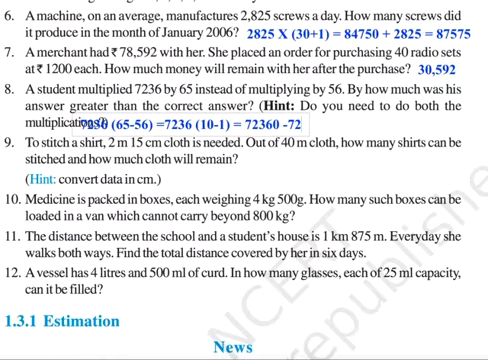 6. A machine, on an average, manufactures 2,825 screws a day. How many screws did
it produce in the month of January 2006? 2825 X (30+1) = 84750 + 2825 = 87575
7. A merchant had ₹ 78,592 with her. She placed an order for purchasing 40 radio sets
at ₹ 1200 each. How much money will remain with her after the purchase? 30,592
8. A student multiplied 7236 by 65 instead of multiplying by 56. By how much was his
answer greater than the correct answer? (Hint: Do you need to do both the
multiplications?) 7236 (65-56) =7236 (10-1) = 72360 -72
9. To stitch a shirt, 2 m 15 cm cloth is needed. Out of 40 m cloth, how many shirts can be
stitched and how much cloth will remain?
(Hint: convert data in cm.)
10. Medicine is packed in boxes, each weighing 4 kg 500g. How many such boxes can be
loaded in a van which cannot carry beyond 800 kg?
11. The distance between the school and a student's house is 1 km 875 m. Everyday she
walks both ways. Find the total distance covered by her in six days.
12. A vessel has 4 litres and 500 ml of curd. In how many glasses, each of 25 ml capacity,
can it be filled?
1.3.1 Estimation
News
NCERT
republishe